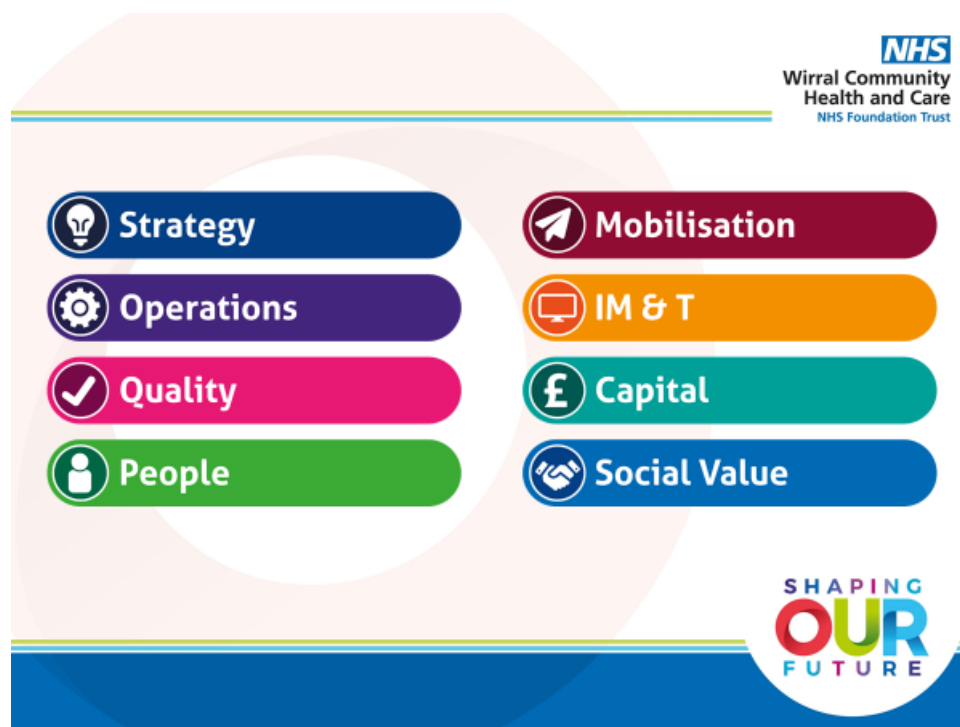 NHS
Wirral Community
Health and Care
NHS Foundation Trust
Strategy
Operations
Quality
People
Mobilisation
IM & T
£ Capital
Social Value
SHAPING
OUR
FUTURE